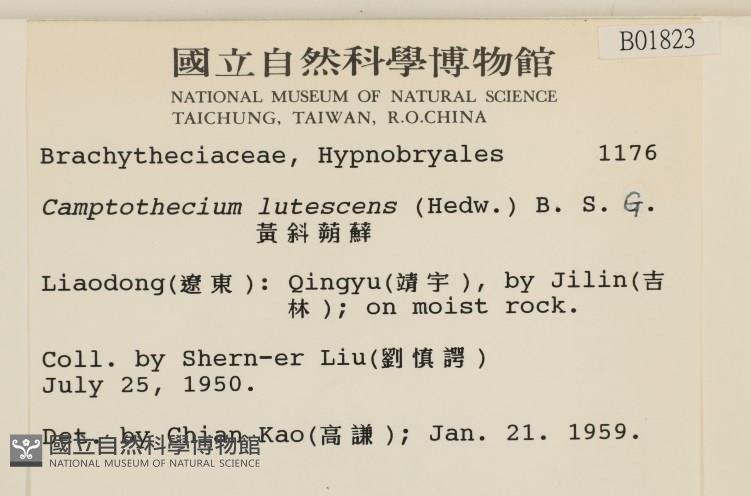 國立自然科學博物館 B01823
NATIONAL MUSEUM OF NATURAL SCIENCE
TAICHUNG, TAIWAN, R.O.CHINA
Brachytheciaceae, Hypnobryales 1176
Camptothecium lutescens (Hedw.) B. S. G.
黃斜蒴蘚
Liaodong(遼東): Qingyu(靖宇), by Jilin(吉
林); on moist rock.
Coll. by Shern-er Liu(劉慎諤)
July 25, 1950.
Det. by Chian Kao(高謙); Jan. 21. 1959.
國立自然科學博物館
NATIONAL MUSEUM OF NATURAL SCIENCE